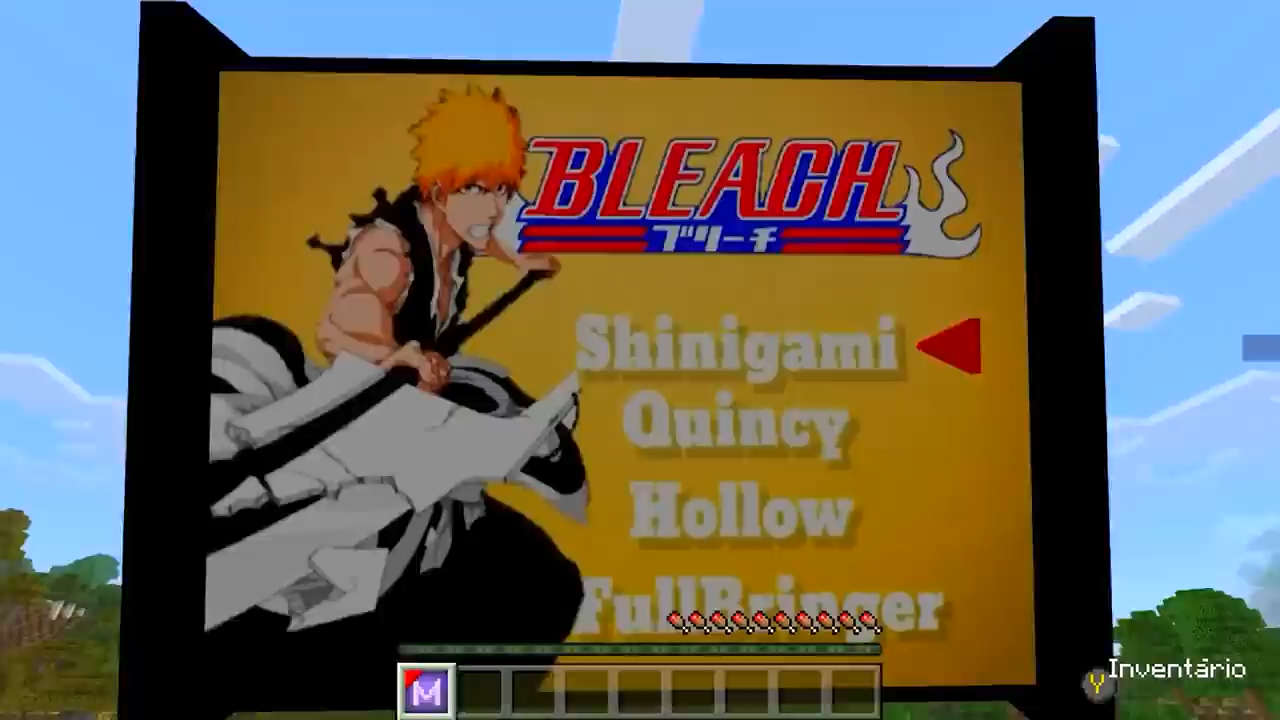 BLEACH
ブリーチ
Shinigami
Quincy
Hollow
FullBringer
M
Y Inventário